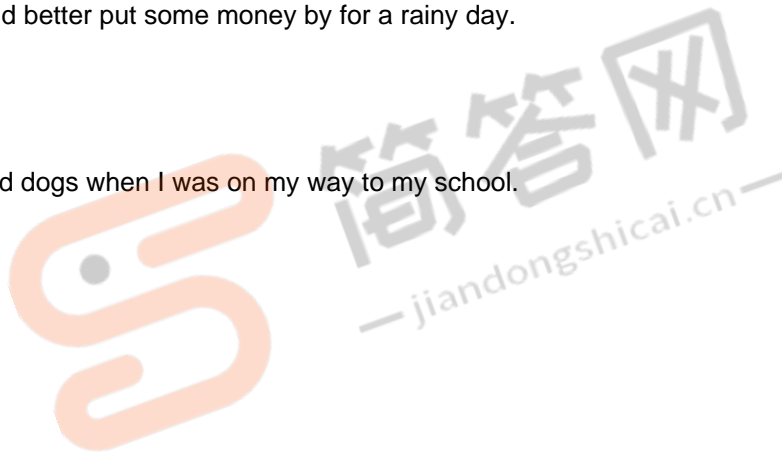 d better put some money by for a rainy day.
d dogs when I was on my way to my school.
简答网
jiandongshicai.cn